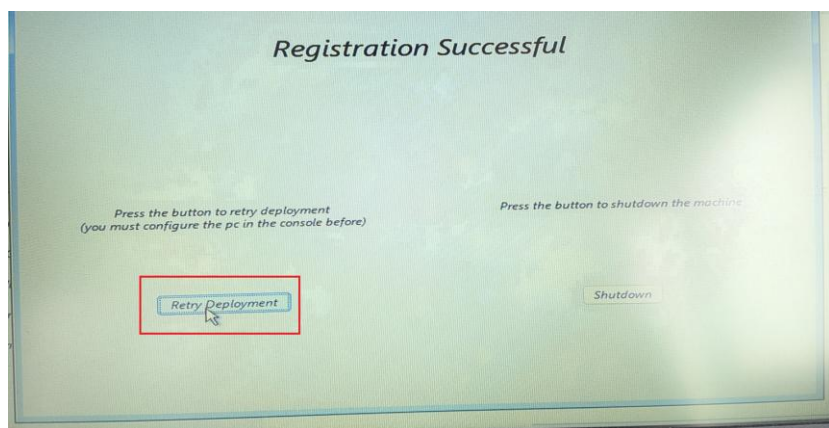 Registration Successful
Press the button to retry deployment
(you must configure the pc in the console before)
Press the button to shutdown the machine
Retry Deployment
Shutdown